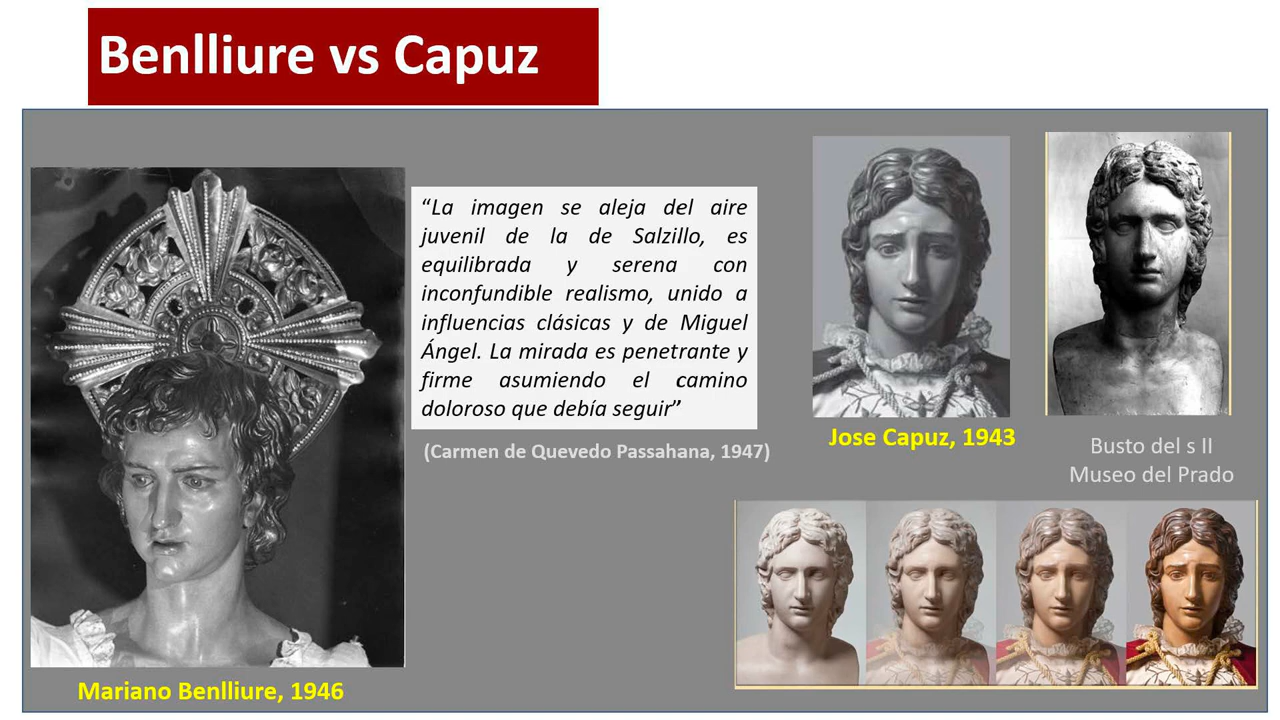 Benlliure vs Capuz
“La imagen se aleja del aire
juvenil de la de Salzillo, es
equilibrada y serena con
inconfundible realismo, unido a
influencias clásicas y de Miguel
Ángel. La mirada es penetrante y
firme asumiendo el camino
doloroso que debía seguir”
(Carmen de Quevedo Passahana, 1947)
Jose Capuz, 1943
Busto del s II
Museo del Prado
Mariano Benlliure, 1946